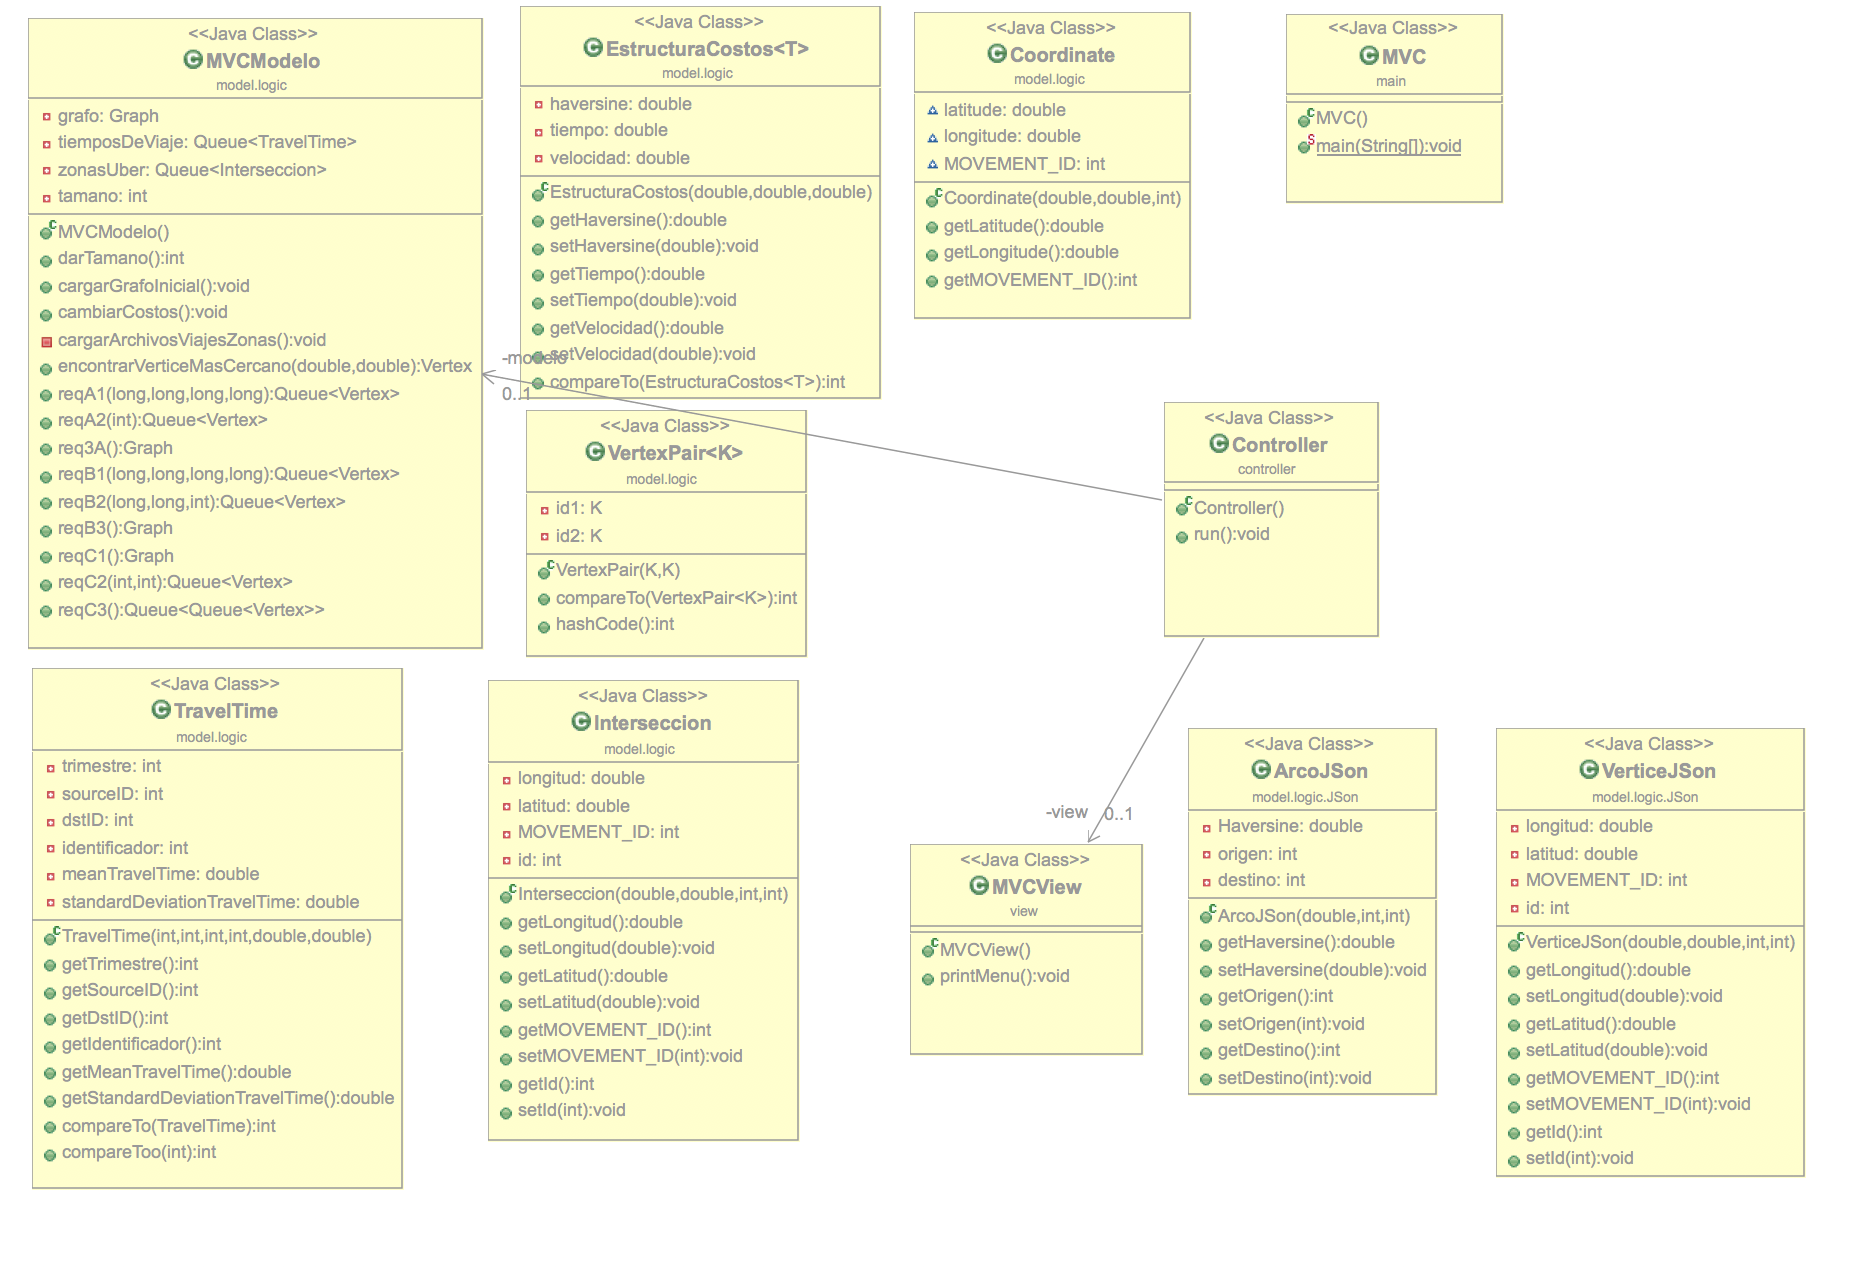 <<Java Class>>
MVCModelo
model.logic
grafo: Graph
tiemposDeViaje: Queue<TravelTime>
zonasUber: Queue<Interseccion>
tamano: int
MVCModelo()
darTamano():int
cargarGrafoInicial():void
cambiarCostos():void
cargarArchivosViajesZonas():void
encontrarVerticeMasCercano(double,double):Vertex
reqA1(long,long,long,long):Queue<Vertex>
reqA2(int):Queue<Vertex>
req3A():Graph
reqB1(long,long,long,long):Queue<Vertex>
reqB2(long,long,int):Queue<Vertex>
reqB3():Graph
reqC1():Graph
reqC2(int,int):Queue<Vertex>
reqC3():Queue<Queue<Vertex>>
<<Java Class>>
EstructuraCostos<T>
model.logic
haversine: double
tiempo: double
velocidad: double
EstructuraCostos(double,double,double)
getHaversine():double
setHaversine(double):void
getTiempo():double
setTiempo(double):void
getVelocidad():double
setVelocidad(double):void
compareTo(EstructuraCostos<T>):int
-modelo
0..1
<<Java Class>>
Coordinate
model.logic
latitude: double
longitude: double
MOVEMENT_ID: int
Coordinate(double,double,int)
getLatitude():double
getLongitude():double
getMOVEMENT_ID():int
<<Java Class>>
MVC
main
MVC()
main(String[]):void
<<Java Class>>
VertexPair<K>
model.logic
id1: K
id2: K
VertexPair(K,K)
compareTo(VertexPair<K>):int
hashCode():int
<<Java Class>>
Controller
controller
Controller()
run():void
<<Java Class>>
TravelTime
model.logic
trimestre: int
sourceID: int
dstID: int
identificador: int
meanTravelTime: double
standardDeviationTravelTime: double
TravelTime(int,int,int,int,double,double)
getTrimestre():int
getSourceID():int
getDstID():int
getIdentificador():int
getMeanTravelTime():double
getStandardDeviationTravelTime():double
compareTo(TravelTime):int
compareToo(int):int
<<Java Class>>
Interseccion
model.logic
longitud: double
latitud: double
MOVEMENT_ID: int
id: int
Interseccion(double,double,int,int)
getLongitud():double
setLongitud(double):void
getLatitud():double
setLatitud(double):void
getMOVEMENT_ID():int
setMOVEMENT_ID(int):void
getId():int
setId(int):void
-view 0..1
<<Java Class>>
MVCView
view
MVCView()
printMenu():void
<<Java Class>>
ArcoJSon
model.logic.JSon
Haversine: double
origen: int
destino: int
ArcoJSon(double,int,int)
getHaversine():double
setHaversine(double):void
getOrigen():int
setOrigen(int):void
getDestino():int
setDestino(int):void
<<Java Class>>
VerticeJSon
model.logic.JSon
longitud: double
latitud: double
MOVEMENT_ID: int
id: int
VerticeJSon(double,double,int,int)
getLongitud():double
setLongitud(double):void
getLatitud():double
setLatitud(double):void
getMOVEMENT_ID():int
setMOVEMENT_ID(int):void
getId():int
setId(int):void